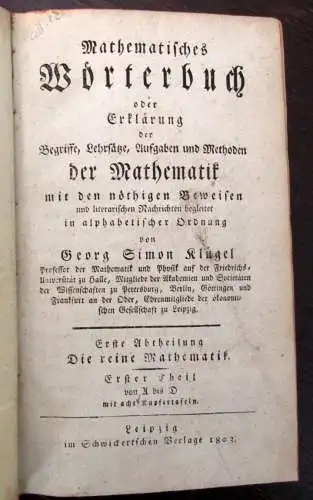 Mathematisches
Wörterbuch
oder
Erklärung
der
Begriffe, Lehrsätze, Aufgaben und Methoden
der Mathematik
mit den nöthigen Beweisen
und literarischen Nachrichten begleitet
in alphabetischer Ordnung
von
Georg Simon Klügel
Professor der Mathematik und Physik auf der Friedrichs-
Universität zu Halle, Mitgliede der Akademien und Societäten
der Wissenschaften zu Petersburg, Berlin, Göttingen und
Frankfurt an der Oder, Ehrenmitgliede der ökonomi-
schen Gesellschaft zu Leipzig.
Erste Abtheilung
Die reine Mathematik.
Erster Theil
von A bis D
mit acht Kupfertafeln.
Leipzig
im Schwickertschen Verlage 1803.